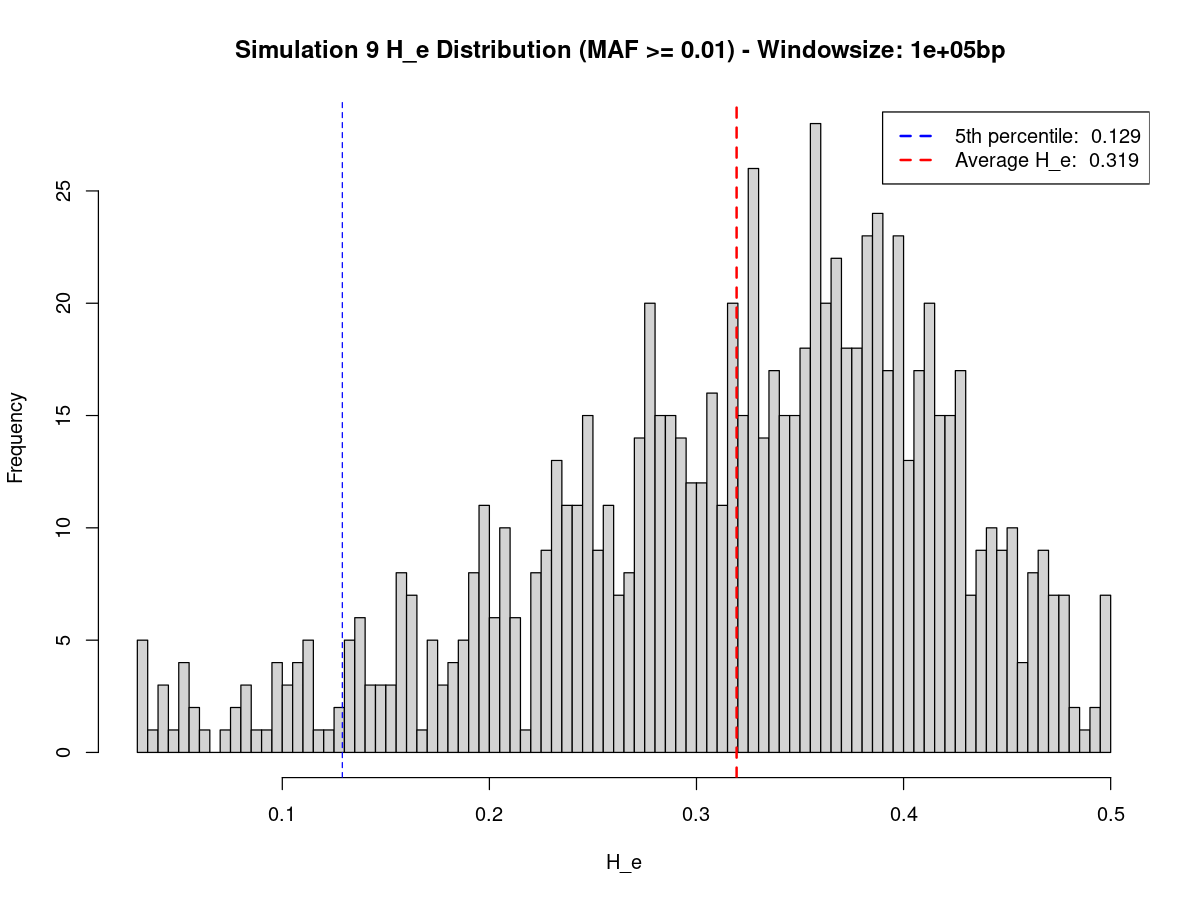 Simulation 9 H_e Distribution (MAF >= 0.01) - Windowsize: 1e+05bp
5th percentile:  0.129
Average H_e:  0.319
Frequency
25
20
15
10
5
0
0.1 0.2 0.3 0.4 0.5
H_e